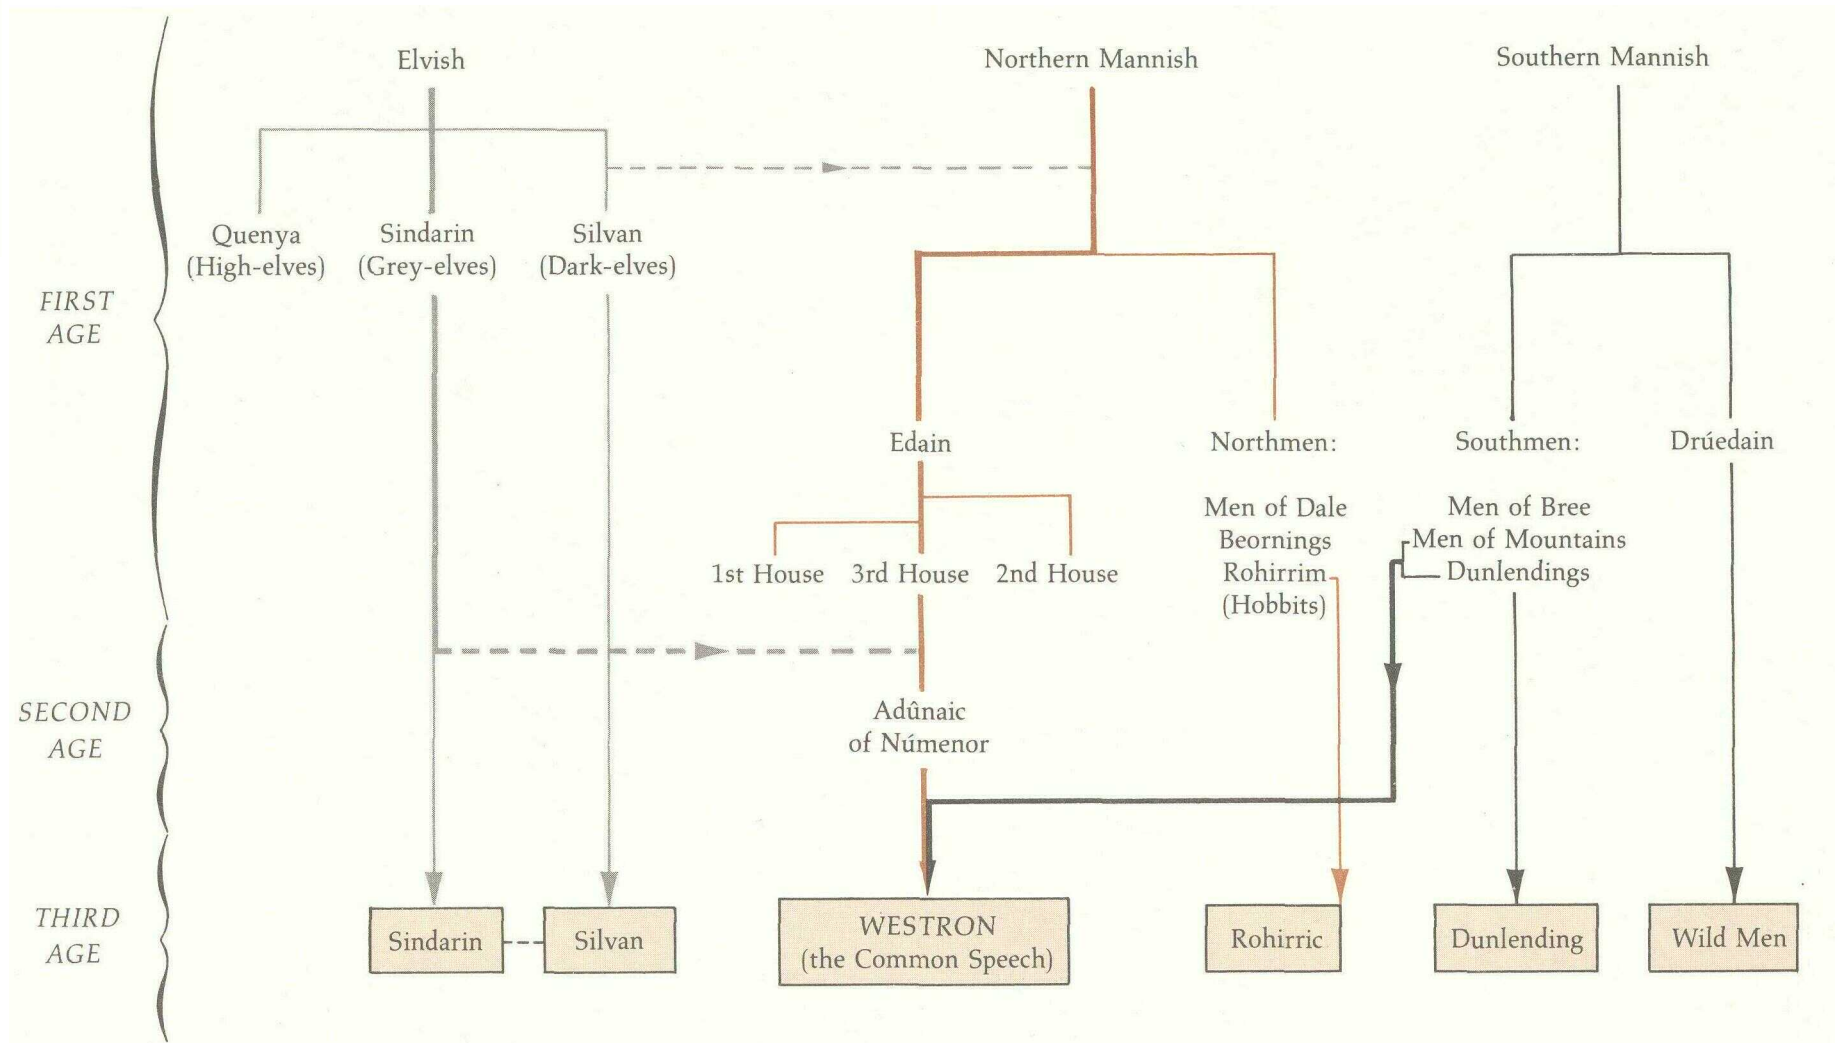 Elvish
Northern Mannish
Southern Mannish
Quenya
(High-elves)
Sindarin
(Grey-elves)
Silvan
(Dark-elves)
FIRST
AGE
Edain
Northmen:
Southmen:
Drúedain
Men of Dale
Beornings
Rohirrim
(Hobbits)
Men of Bree
Men of Mountains
Dunlendings
1st House
3rd House
2nd House
SECOND
AGE
Adûnaic
of Númenor
THIRD
AGE
Sindarin
Silvan
WESTRON
(the Common Speech)
Rohirric
Dunlending
Wild Men